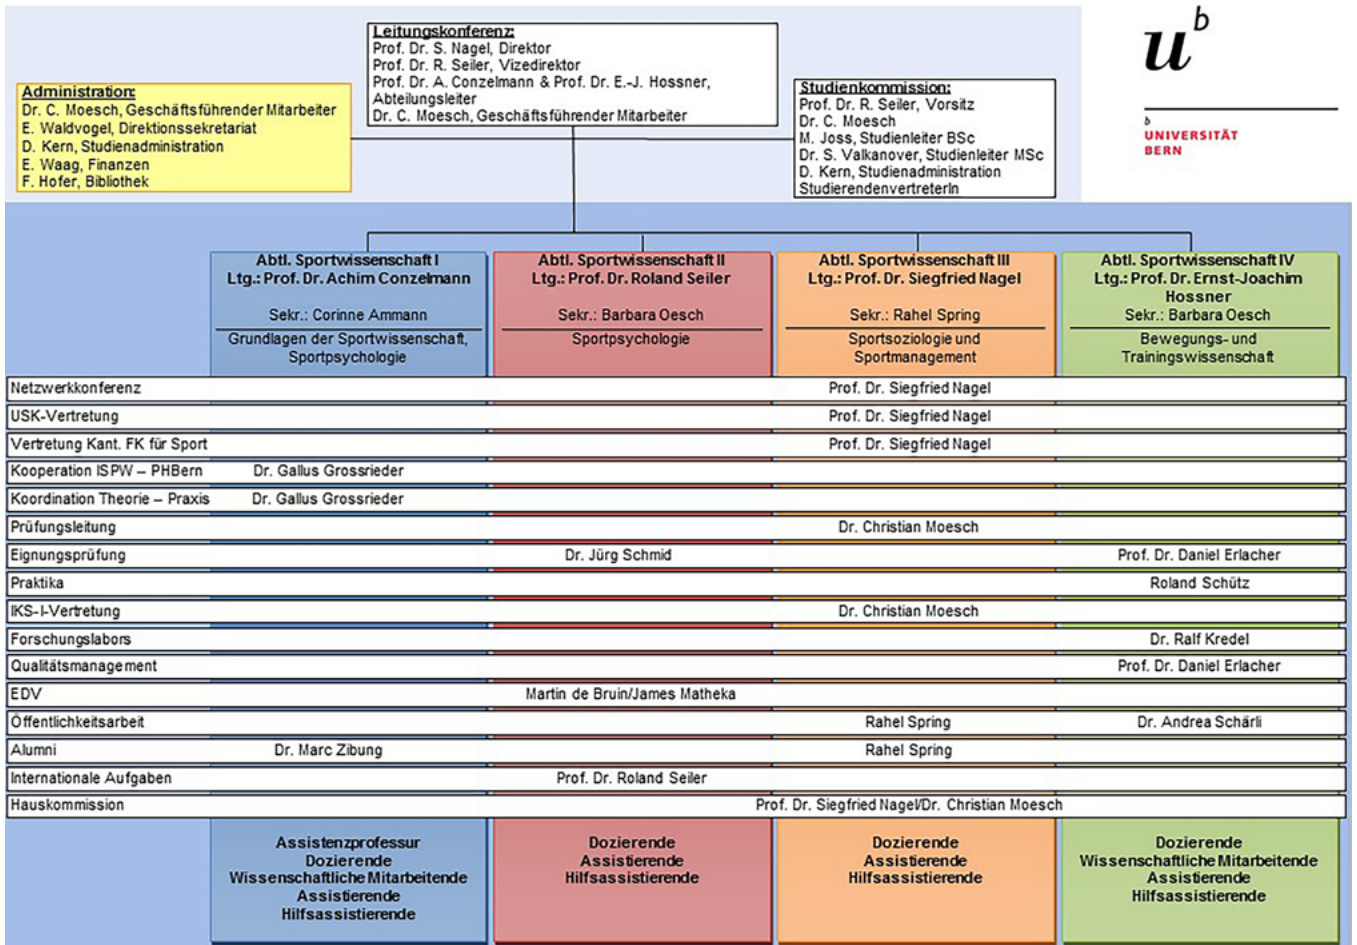 Leitungskonferenz:
Prof. Dr. S. Nagel, Direktor
Prof. Dr. R. Seiler, Vizedirektor
Prof. Dr. A. Conzelmann & Prof. Dr. E.-J. Hossner,
Abteilungsleiter
Dr. C. Moesch, Geschäftsführender Mitarbeiter
Administration:
Dr. C. Moesch, Geschäftsführender Mitarbeiter
E. Waldvogel, Direktionssekretariat
D. Kern, Studienadministration
E. Waag, Finanzen
F. Hofer, Bibliothek
Studienkommission:
Prof. Dr. R. Seiler, Vorsitz
Dr. C. Moesch
M. Joss, Studienleiter BSc
Dr. S. Valkanover, Studienleiter MSc
D. Kern, Studienadministration
StudierendenvertreterIn
u b
b
UNIVERSITÄT
BERN
Abtl. Sportwissenschaft I
Ltg.: Prof. Dr. Achim Conzelmann
Sekr.: Corinne Ammann
Grundlagen der Sportwissenschaft,
Sportpsychologie
Abtl. Sportwissenschaft II
Ltg.: Prof. Dr. Roland Seiler
Sekr.: Barbara Oesch
Sportpsychologie
Abtl. Sportwissenschaft III
Ltg.: Prof. Dr. Siegfried Nagel
Sekr.: Rahel Spring
Sportsoziologie und
Sportmanagement
Abtl. Sportwissenschaft IV
Ltg.: Prof. Dr. Ernst-Joachim
Hossner
Sekr.: Barbara Oesch
Bewegungs- und
Trainingswissenschaft
Netzwerkkonferenz Prof. Dr. Siegfried Nagel
USK-Vertretung Prof. Dr. Siegfried Nagel
Vertretung Kant. FK für Sport Prof. Dr. Siegfried Nagel
Kooperation ISPW – PHBern Dr. Gallus Grossrieder
Koordination Theorie – Praxis Dr. Gallus Grossrieder
Prüfungsleitung Dr. Christian Moesch
Eignungsprüfung Dr. Jürg Schmid Prof. Dr. Daniel Erlacher
Praktika Roland Schütz
IKS-I-Vertretung Dr. Christian Moesch
Forschungslabors Dr. Ralf Kredel
Qualitätsmanagement Prof. Dr. Daniel Erlacher
EDV Martin de Bruin/James Matheka
Öffentlichkeitsarbeit Rahel Spring Dr. Andrea Schärli
Alumni Dr. Marc Zibung Rahel Spring
Internationale Aufgaben Prof. Dr. Roland Seiler
Hauskommission Prof. Dr. Siegfried Nagel/Dr. Christian Moesch
Assistenzprofessur
Dozierende
Wissenschaftliche Mitarbeitende
Assistierende
Hilfsassistierende
Dozierende
Assistierende
Hilfsassistierende
Dozierende
Assistierende
Hilfsassistierende
Dozierende
Wissenschaftliche Mitarbeitende
Assistierende
Hilfsassistierende